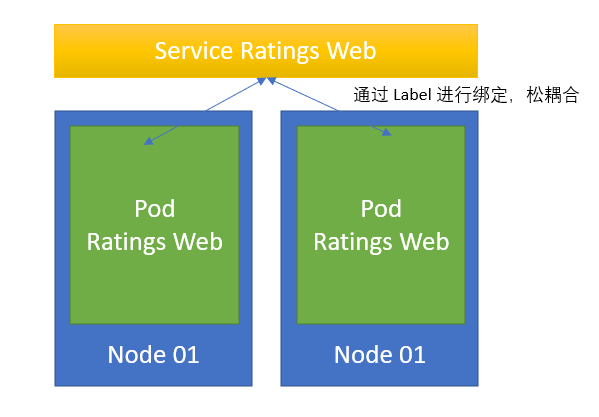 Service Ratings Web
通过 Label 进行绑定，松耦合
Pod
Ratings Web
Node 01
Pod
Ratings Web
Node 01